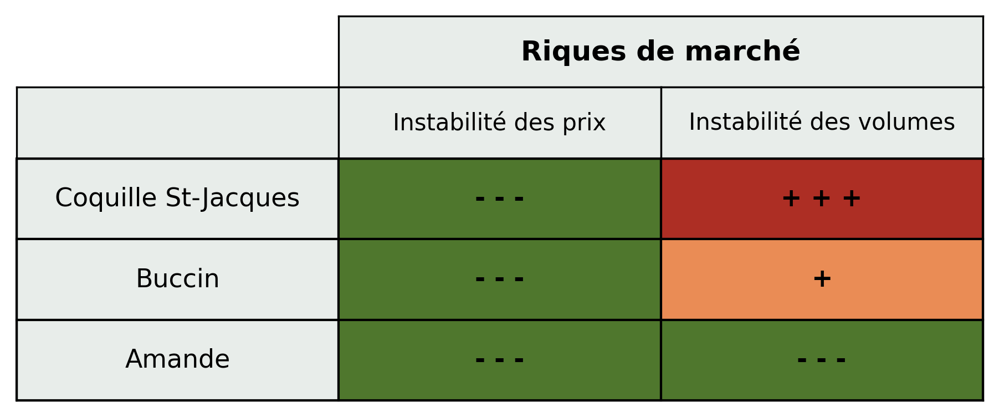 Riques de marché
Instabilité des prix Instabilité des volumes
Coquille St-Jacques - - - + + +
Buccin - - - +
Amande - - - - - -